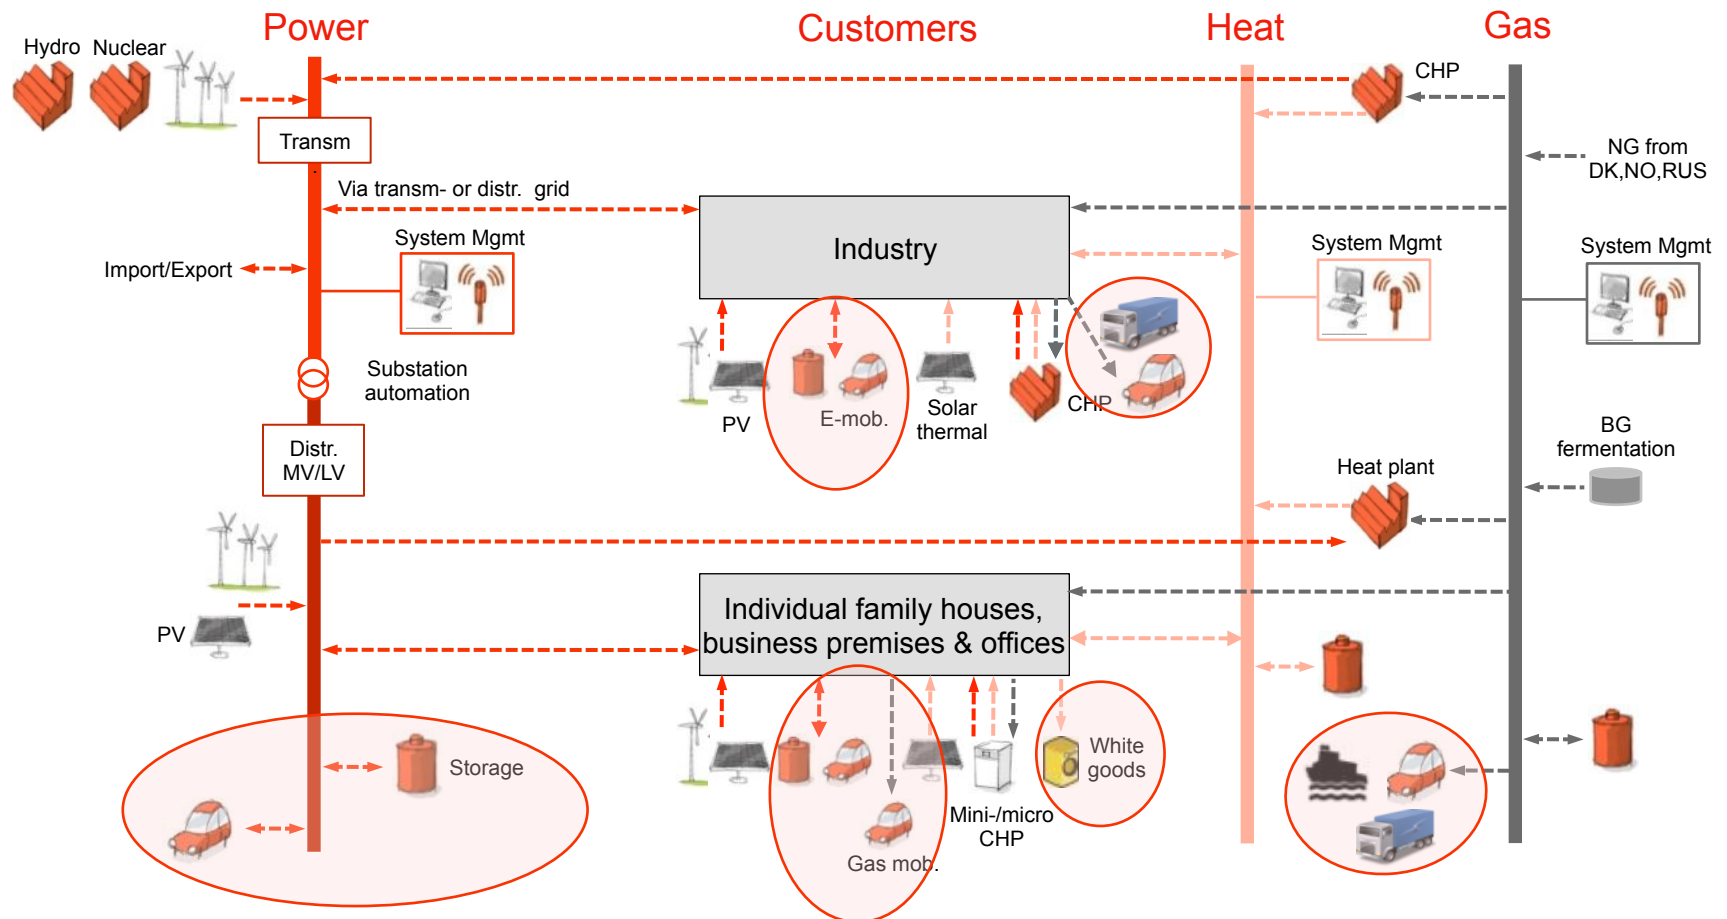 Power
Customers
Heat
Gas
Hydro
Nuclear
CHP
Transm
NG from
DK,NO,RUS
Via transm- or distr. grid
Industry
System Mgmt
System Mgmt
System Mgmt
Import/Export
Substation
automation
PV
E-mob.
Solar
thermal
CHP
Distr.
MV/LV
BG
fermentation
Heat plant
Individual family houses,
business premises & offices
PV
Storage
White
goods
Mini-/micro
CHP
Gas mob.